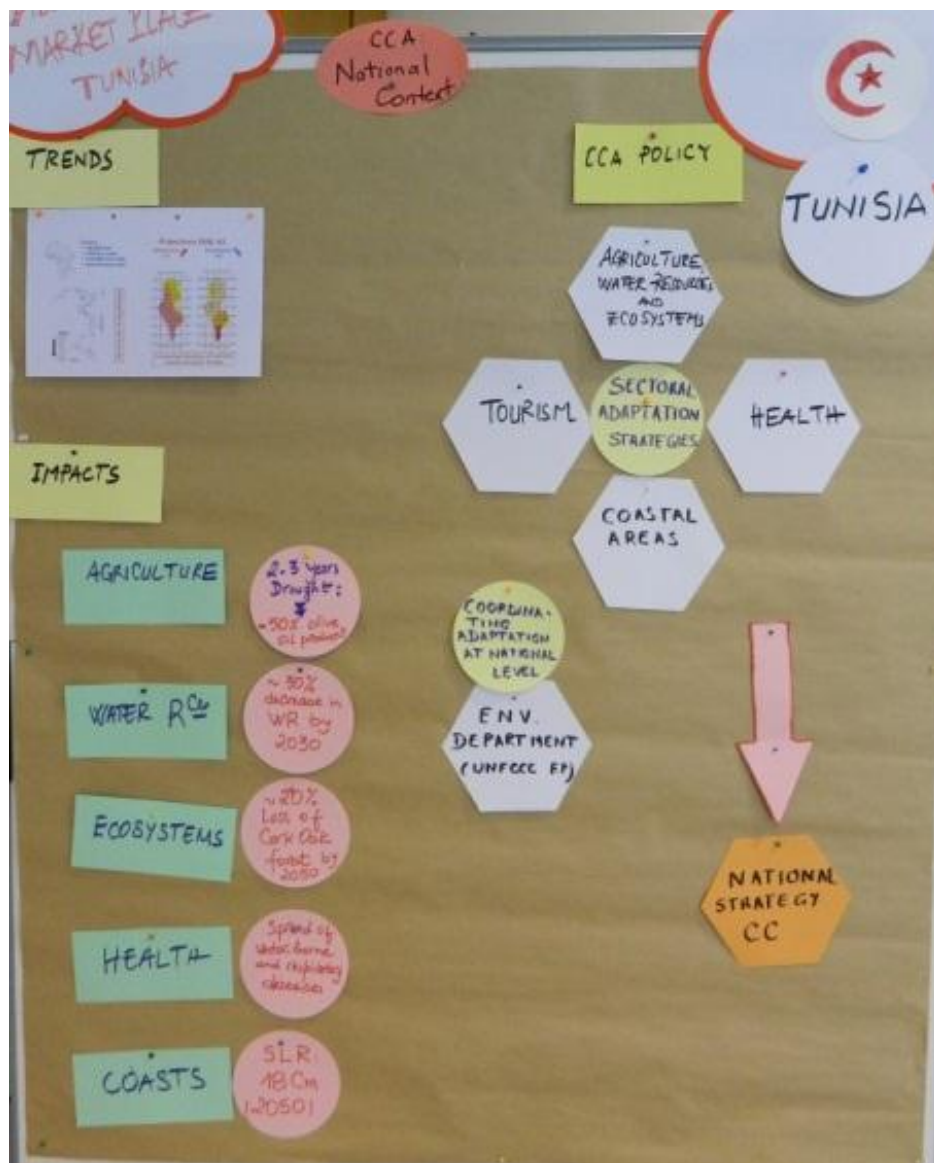 MARKET PLACE
TUNISIA
CCA
National
Context
TRENDS
CCA POLICY
TUNISIA
AGRICULTURE,
WATER RESOURCES
AND
ECOSYSTEMS
TOURISM
SECTORAL
ADAPTATION
STRATEGIES
HEALTH
COASTAL
AREAS
IMPACTS
AGRICULTURE
2-3 years
Drought:
-50% olive
oil product
WATER RCes
~ 30%
decrease in
WR by
2030
ECOSYSTEMS
~20%
Loss of
Cork Oak
forest by
2050
HEALTH
Spread of
water borne
and respiratory
diseases
COASTS
SLR:
18 Cm
(2050)
COORDINA-
TING
ADAPTATION
AT NATIONAL
LEVEL
ENV.
DEPARTMENT
(UNFCCC FP)
NATIONAL
STRATEGY
CC